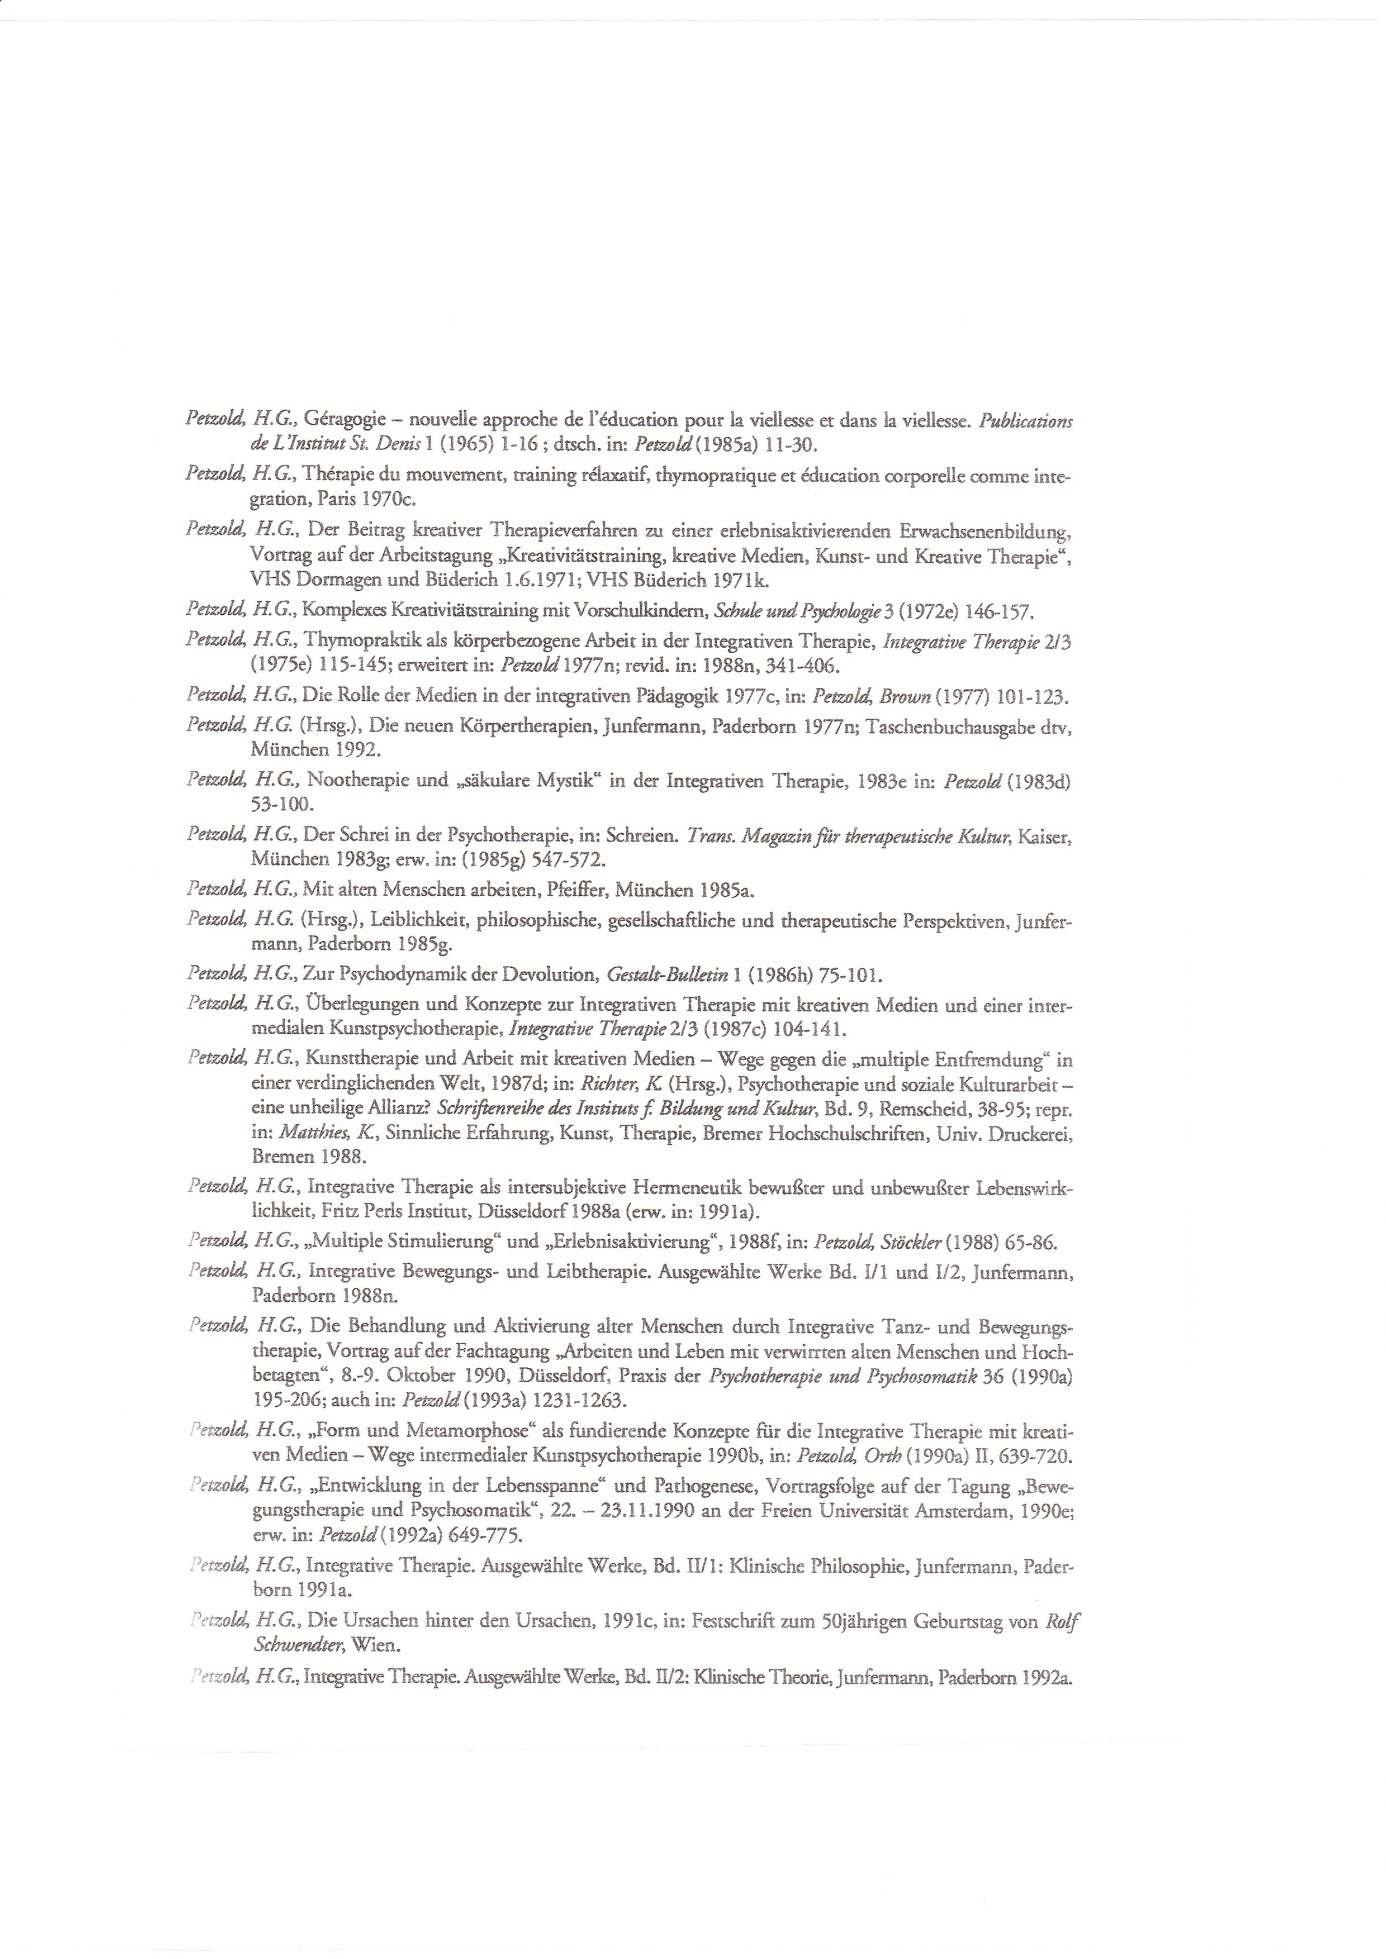 Petzold, H.G., Géragogie – nouvelle approche de l'éducation pour la viellesse et dans la viellesse. Publications
de L'Institut St. Denis 1 (1965) 1-16 ; dtsch. in: Petzold (1985a) 11-30.
Petzold, H.G., Thérapie du mouvement, training rélaxatif, thymopratique et éducation corporelle comme inte-
gration, Paris 1970c.
Petzold, H.G., Der Beitrag kreativer Therapieverfahren zu einer erlebnisaktivierenden Erwachsenenbildung,
Vortrag auf der Arbeitstagung „Kreativitätstraining, kreative Medien, Kunst- und Kreative Therapie“,
VHS Dormagen und Büderich 1.6.1971; VHS Büderich 1971k.
Petzold, H.G., Komplexes Kreativitätstraining mit Vorschulkindern, Schule und Psychologie 3 (1972e) 146-157.
Petzold, H.G., Thymopraktik als körperbezogene Arbeit in der Integrativen Therapie, Integrative Therapie 2/3
(1975e) 115-145; erweitert in: Petzold 1977n; revid. in: 1988n, 341-406.
Petzold, H.G., Die Rolle der Medien in der integrativen Pädagogik 1977c, in: Petzold, Brown (1977) 101-123.
Petzold, H.G. (Hrsg.), Die neuen Körpertherapien, Junfermann, Paderborn 1977n; Taschenbuchausgabe dtv,
München 1992.
Petzold, H.G., Nootherapie und „säkulare Mystik“ in der Integrativen Therapie, 1983e in: Petzold (1983d)
53-100.
Petzold, H.G., Der Schrei in der Psychotherapie, in: Schreien. Trans. Magazin für therapeutische Kultur, Kaiser,
München 1983g; erw. in: (1985g) 547-572.
Petzold, H.G., Mit alten Menschen arbeiten, Pfeiffer, München 1985a.
Petzold, H.G. (Hrsg.), Leiblichkeit, philosophische, gesellschaftliche und therapeutische Perspektiven, Junfer-
mann, Paderborn 1985g.
Petzold, H.G., Zur Psychodynamik der Devolution, Gestalt-Bulletin 1 (1986h) 75-101.
Petzold, H.G., Überlegungen und Konzepte zur Integrativen Therapie mit kreativen Medien und einer inter-
medialen Kunstpsychotherapie, Integrative Therapie 2/3 (1987c) 104-141.
Petzold, H.G., Kunsttherapie und Arbeit mit kreativen Medien – Wege gegen die „multiple Entfremdung“ in
einer verdinglichenden Welt, 1987d; in: Richter, K. (Hrsg.), Psychotherapie und soziale Kulturarbeit –
eine unheilige Allianz? Schriftenreihe des Instituts f. Bildung und Kultur, Bd. 9, Remscheid, 38-95; repr.
in: Matthies, K., Sinnliche Erfahrung, Kunst, Therapie, Bremer Hochschulschriften, Univ. Druckerei,
Bremen 1988.
Petzold, H.G., Integrative Therapie als intersubjektive Hermeneutik bewußter und unbewußter Lebenswirk-
lichkeit, Fritz Perls Institut, Düsseldorf 1988a (erw. in: 1991a).
Petzold, H.G., „Multiple Stimulierung“ und „Erlebnisaktivierung“, 1988f, in: Petzold, Stöckler (1988) 65-86.
Petzold, H.G., Integrative Bewegungs- und Leibtherapie. Ausgewählte Werke Bd. I/1 und I/2, Junfermann,
Paderborn 1988n.
Petzold, H.G., Die Behandlung und Aktivierung alter Menschen durch Integrative Tanz- und Bewegungs-
therapie, Vortrag auf der Fachtagung „Arbeiten und Leben mit verwirrten alten Menschen und Hoch-
betagten“, 8.-9. Oktober 1990, Düsseldorf, Praxis der Psychotherapie und Psychosomatik 36 (1990a)
195-206; auch in: Petzold (1993a) 1231-1263.
Petzold, H.G., „Form und Metamorphose“ als fundierende Konzepte für die Integrative Therapie mit kreati-
ven Medien – Wege intermedialer Kunstpsychotherapie 1990b, in: Petzold, Orth (1990a) II, 639-720.
Petzold, H.G., „Entwicklung in der Lebensspanne“ und Pathogenese, Vortragsfolge auf der Tagung „Bewe-
gungstherapie und Psychosomatik“, 22. – 23.11.1990 an der Freien Universität Amsterdam, 1990e;
erw. in: Petzold (1992a) 649-775.
Petzold, H.G., Integrative Therapie. Ausgewählte Werke, Bd. II/1: Klinische Philosophie, Junfermann, Pader-
born 1991a.
Petzold, H.G., Die Ursachen hinter den Ursachen, 1991c, in: Festschrift zum 50jährigen Geburtstag von Rolf
Schwendter, Wien.
Petzold, H.G., Integrative Therapie. Ausgewählte Werke, Bd. II/2: Klinische Theorie, Junfermann, Paderborn 1992a.